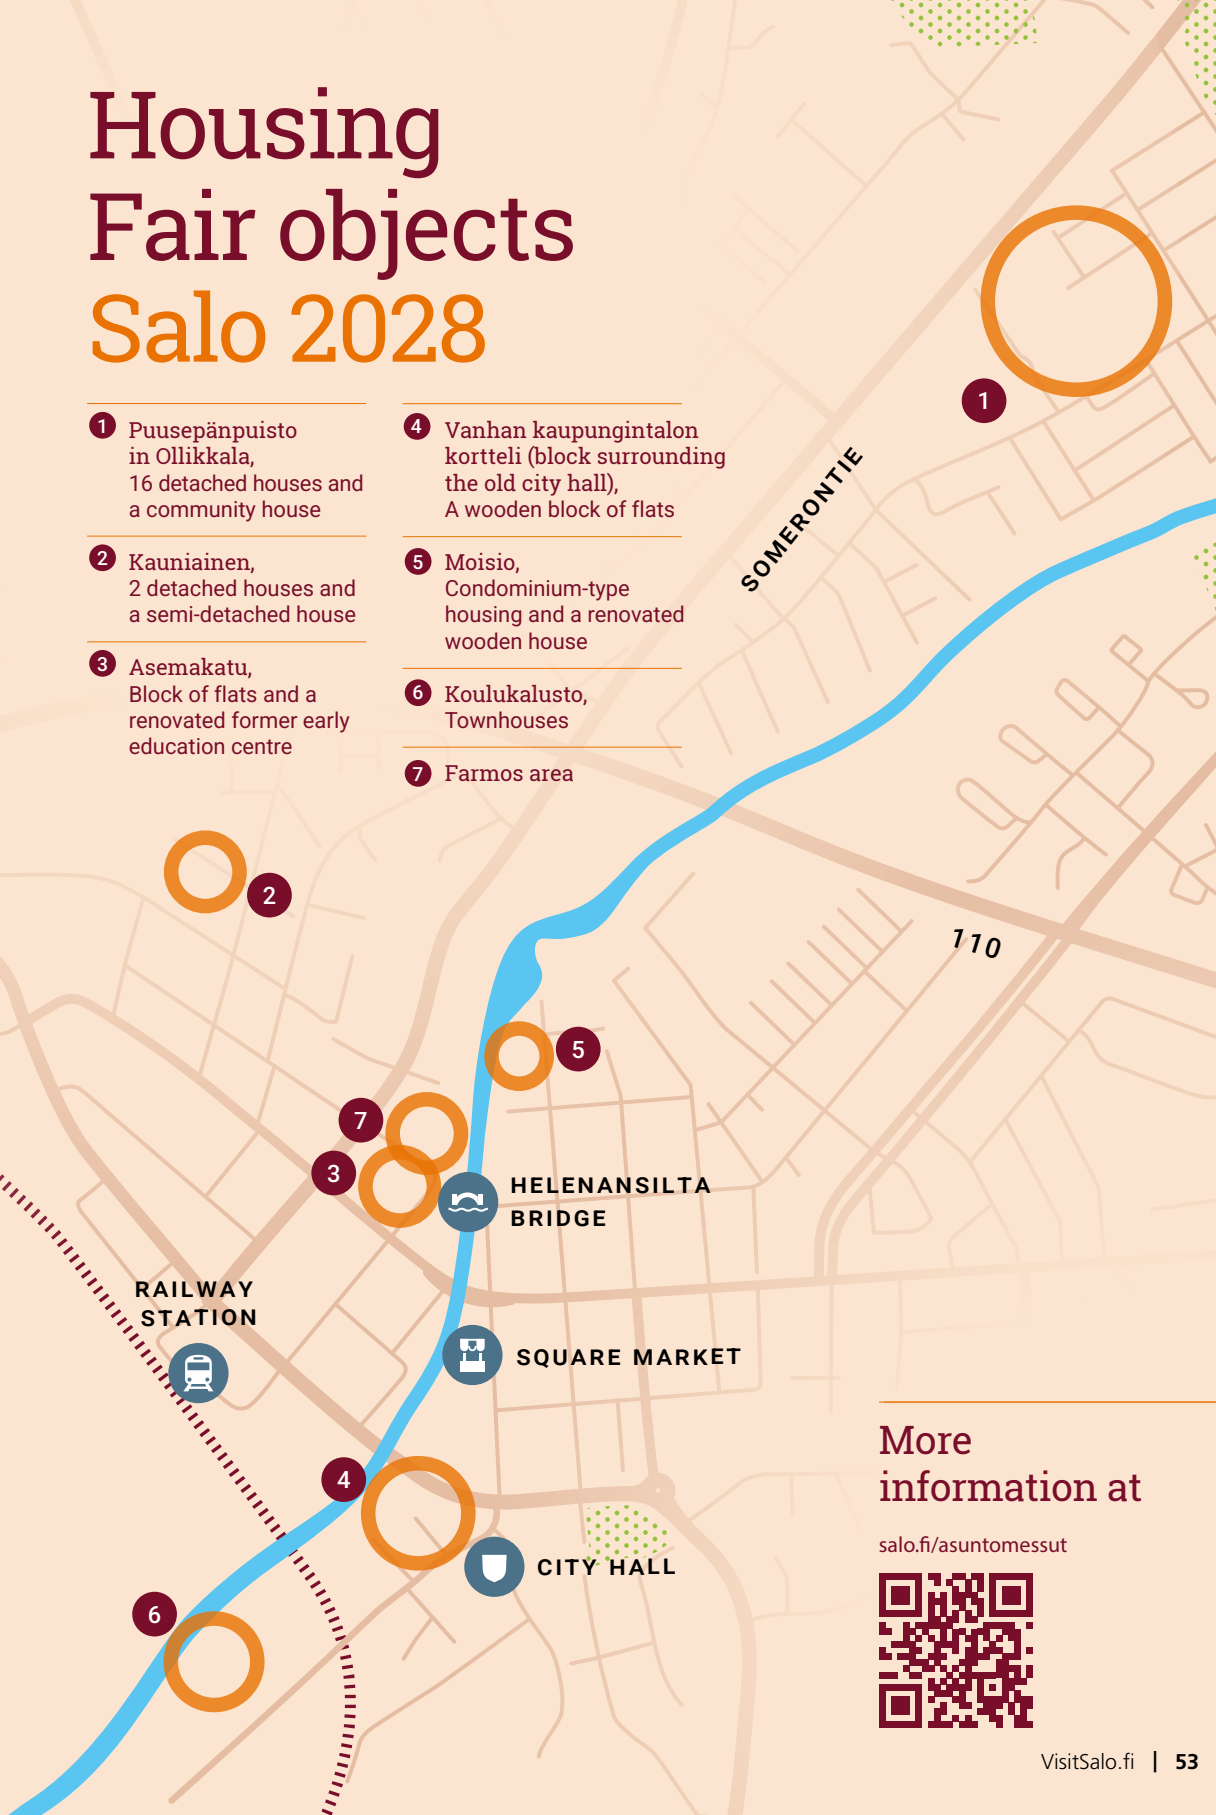 Housing
Fair objects
Salo 2028
1 Puusepänpuisto
in Ollikkala,
16 detached houses and
a community house
2 Kauniainen,
2 detached houses and
a semi-detached house
3 Asemakatu,
Block of flats and a
renovated former early
education centre
4 Vanhan kaupungintalon
kortteli (block surrounding
the old city hall),
A wooden block of flats
5 Moisio,
Condominium-type
housing and a renovated
wooden house
6 Koulukalusto,
Townhouses
7 Farmos area
1
SOMERONTIE
2
110
5
7
3
HELENANSILTA
BRIDGE
RAILWAY
STATION
SQUARE MARKET
4
CITY HALL
6
More
information at
salo.fi/asuntomessut
VisitSalo.fi | 53